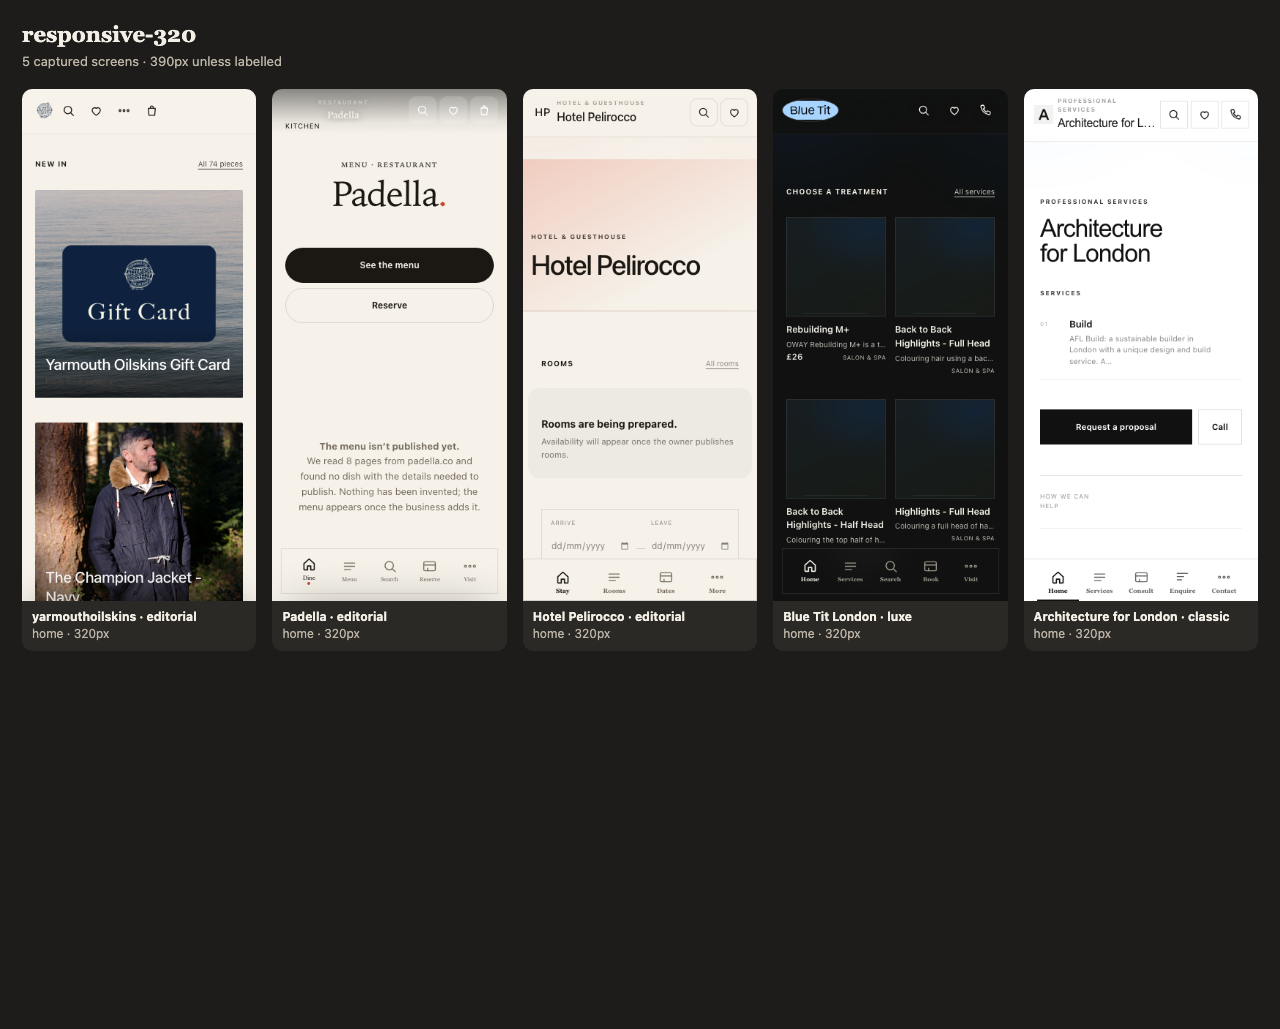 responsive-320
5 captured screens · 390px unless labelled
NEW IN
All 74 pieces
Gift Card
Yarmouth Oilskins Gift Card
The Champion Jacket -
Navy
yarmouthoilskins · editorial
home · 320px
RESTAURANT
Padella
KITCHEN
MENU · RESTAURANT
Padella.
See the menu
Reserve
The menu isn't published yet.
We read 8 pages from padella.co and
found no dish with the details needed to
publish. Nothing has been invented; the
menu appears once the business adds it.
Dine
Menu
Search
Reserve
Visit
Padella · editorial
home · 320px
HP
HOTEL & GUESTHOUSE
Hotel Pelirocco
HOTEL & GUESTHOUSE
Hotel Pelirocco
ROOMS
All rooms
Rooms are being prepared.
Availability will appear once the owner publishes
rooms.
ARRIVE
LEAVE
dd/mm/yyyy
dd/mm/yyyy
Stay
Rooms
Dates
More
Hotel Pelirocco · editorial
home · 320px
Blue Tit
CHOOSE A TREATMENT
All services
Rebuilding M+
OWAY Rebuilding M+ is a t...
£26
SALON & SPA
Back to Back
Highlights - Full Head
Colouring hair using a bac...
SALON & SPA
Back to Back
Highlights - Half Head
Colouring the top half of h...
Highlights - Full Head
Colouring a full head of ha...
SALON & SPA
Home
Services
Search
Book
Visit
Blue Tit London · luxe
home · 320px
A
PROFESSIONAL
SERVICES
Architecture for L...
PROFESSIONAL SERVICES
Architecture
for London
SERVICES
01
Build
AFL Build: a sustainable builder in
London with a unique design and build
service. A...
Request a proposal
Call
HOW WE CAN
HELP
Home
Services
Consult
Enquire
Contact
Architecture for London · classic
home · 320px